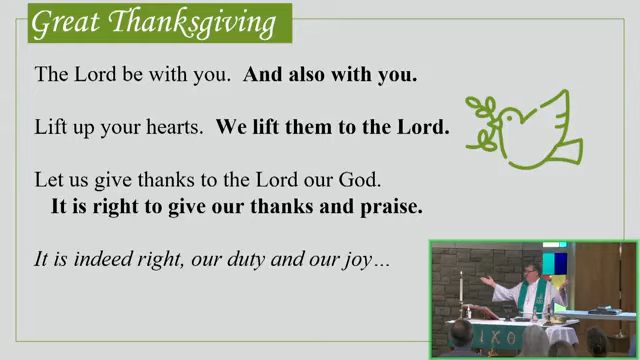 Great Thanksgiving
The Lord be with you. And also with you.
Lift up your hearts. We lift them to the Lord.
Let us give thanks to the Lord our God.
It is right to give our thanks and praise.
It is indeed right, our duty and our joy…
IXO